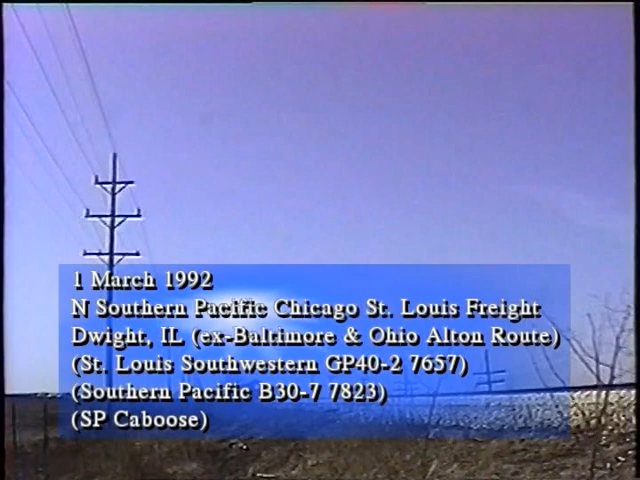 1 March 1992
N Southern Pacific Chicago St. Louis Freight
Dwight, IL (ex-Baltimore & Ohio Alton Route)
(St. Louis Southwestern GP40-2 7657)
(Southern Pacific B30-7 7823)
(SP Caboose)